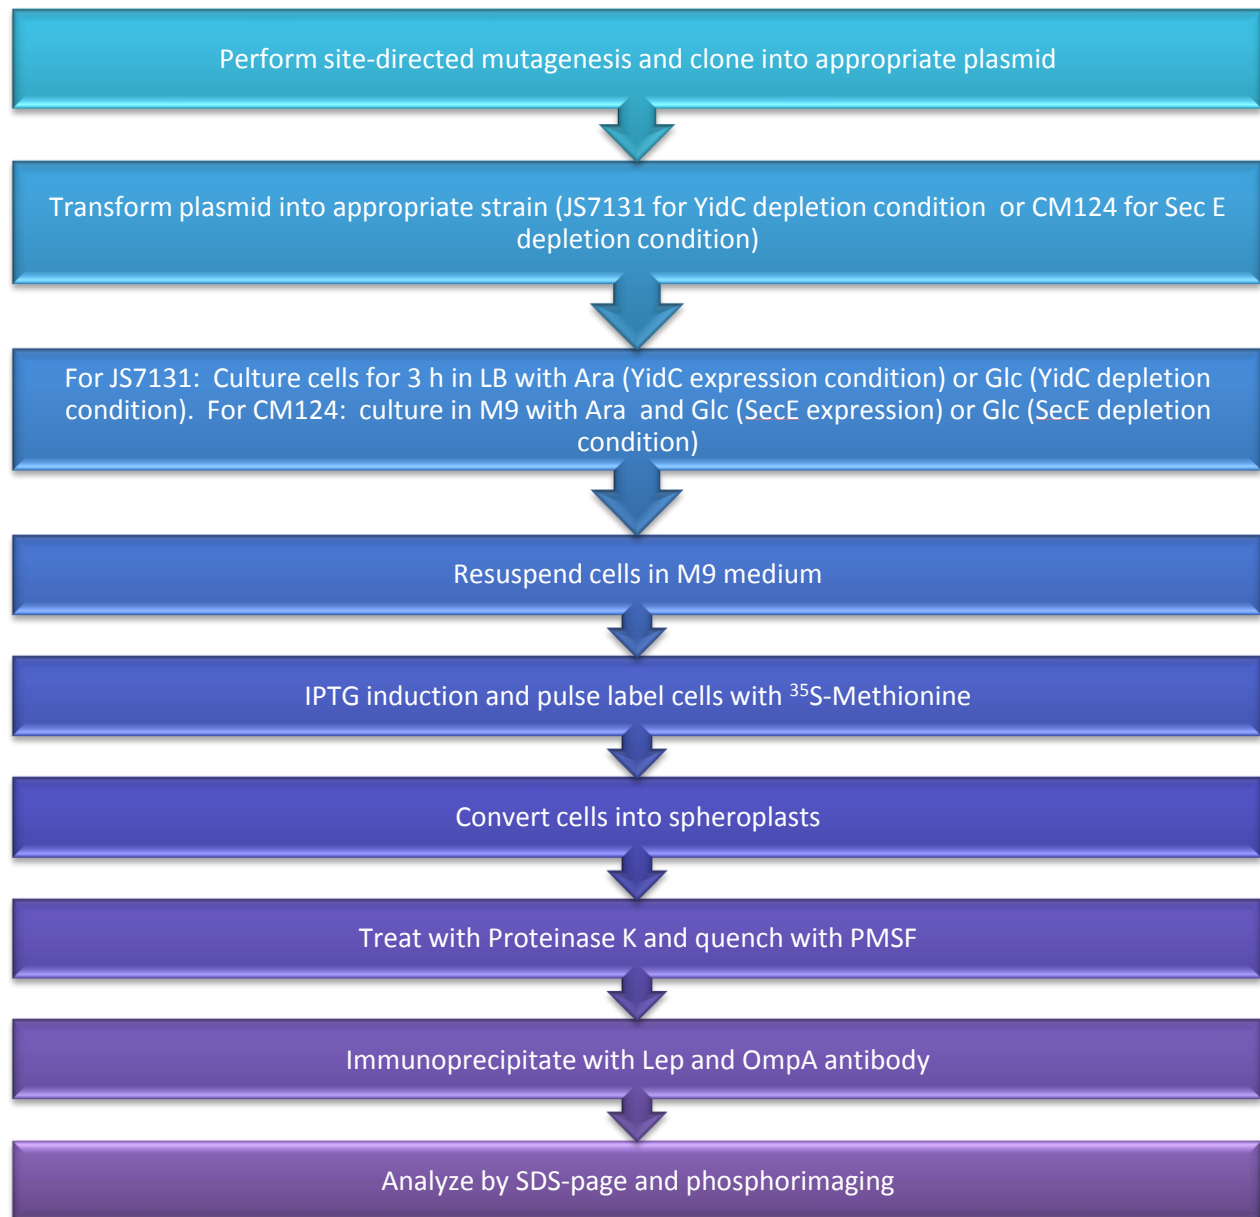 Perform site-directed mutagenesis and clone into appropriate plasmid
Transform plasmid into appropriate strain (JS7131 for YidC depletion condition  or CM124 for Sec E
depletion condition)
For JS7131:  Culture cells for 3 h in LB with Ara (YidC expression condition) or Glc (YidC depletion
condition).  For CM124:  culture in M9 with Ara  and Glc (SecE expression) or Glc (SecE depletion
condition)
Resuspend cells in M9 medium
IPTG induction and pulse label cells with ³⁵S-Methionine
Convert cells into spheroplasts
Treat with Proteinase K and quench with PMSF
Immunoprecipitate with Lep and OmpA antibody
Analyze by SDS-page and phosphorimaging